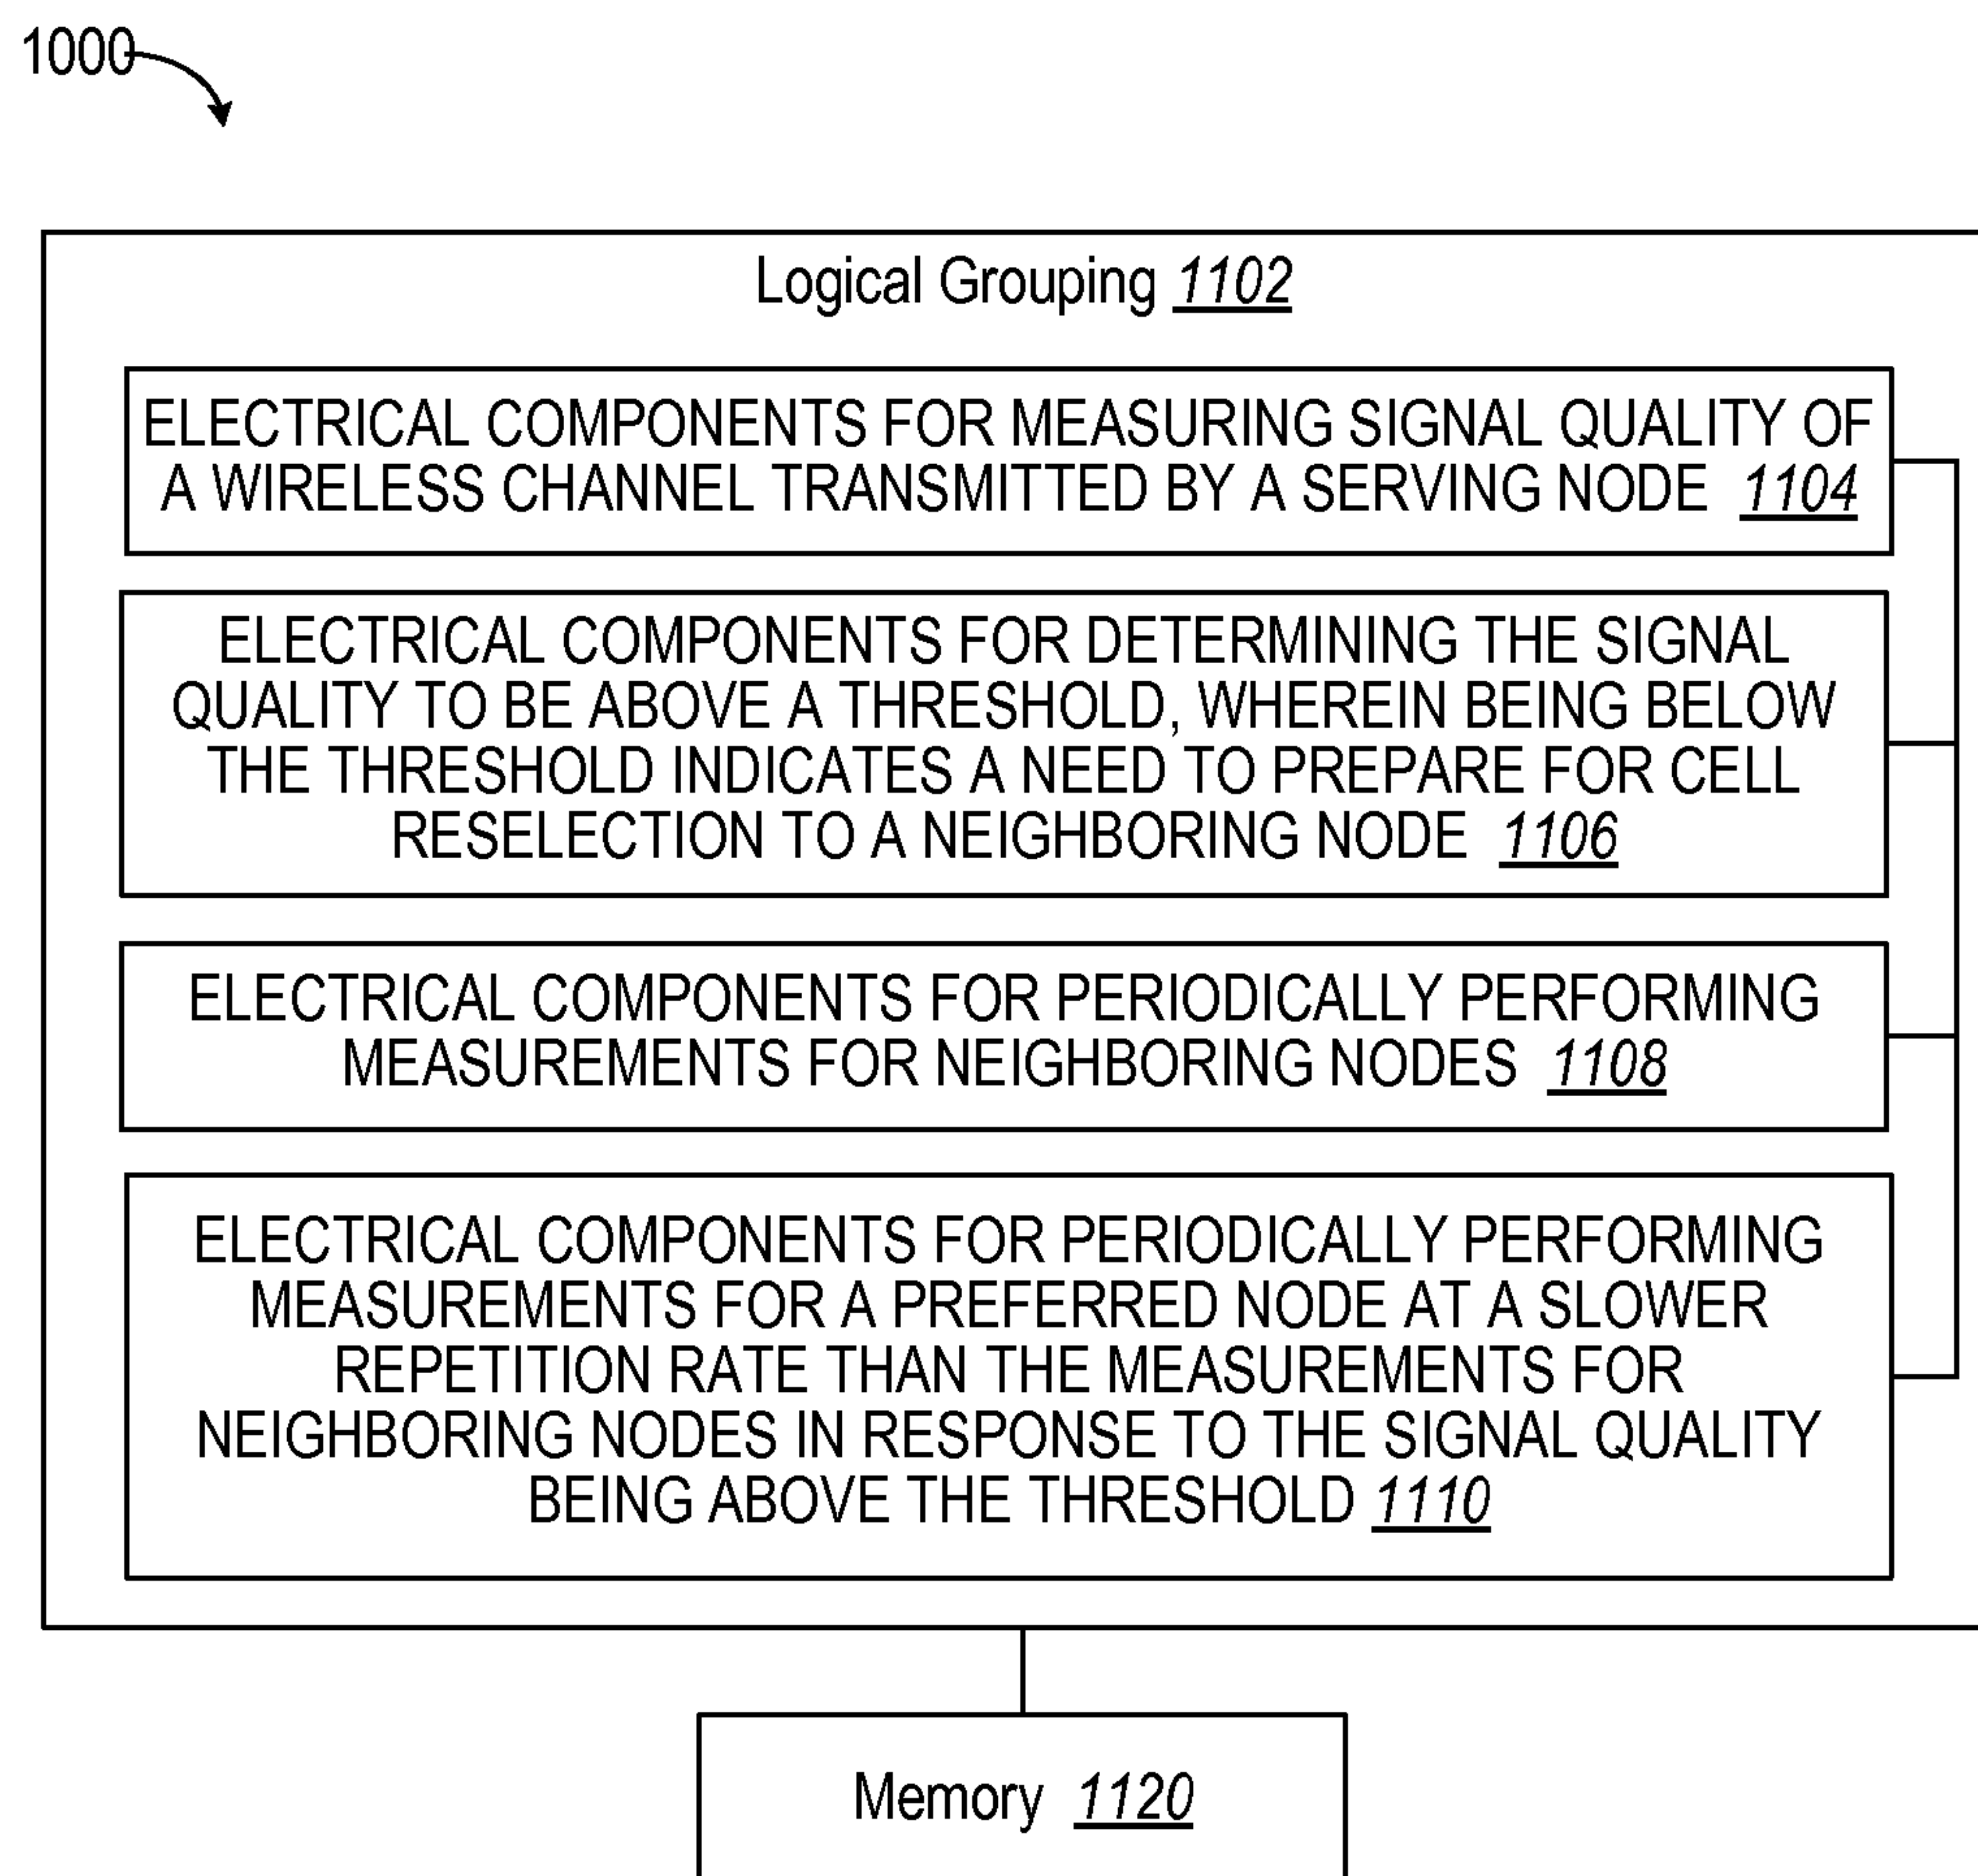 1000
Logical Grouping 1102
ELECTRICAL COMPONENTS FOR MEASURING SIGNAL QUALITY OF
A WIRELESS CHANNEL TRANSMITTED BY A SERVING NODE 1104
ELECTRICAL COMPONENTS FOR DETERMINING THE SIGNAL
QUALITY TO BE ABOVE A THRESHOLD, WHEREIN BEING BELOW
THE THRESHOLD INDICATES A NEED TO PREPARE FOR CELL
RESELECTION TO A NEIGHBORING NODE 1106
ELECTRICAL COMPONENTS FOR PERIODICALLY PERFORMING
MEASUREMENTS FOR NEIGHBORING NODES 1108
ELECTRICAL COMPONENTS FOR PERIODICALLY PERFORMING
MEASUREMENTS FOR A PREFERRED NODE AT A SLOWER
REPETITION RATE THAN THE MEASUREMENTS FOR
NEIGHBORING NODES IN RESPONSE TO THE SIGNAL QUALITY
BEING ABOVE THE THRESHOLD 1110
Memory 1120